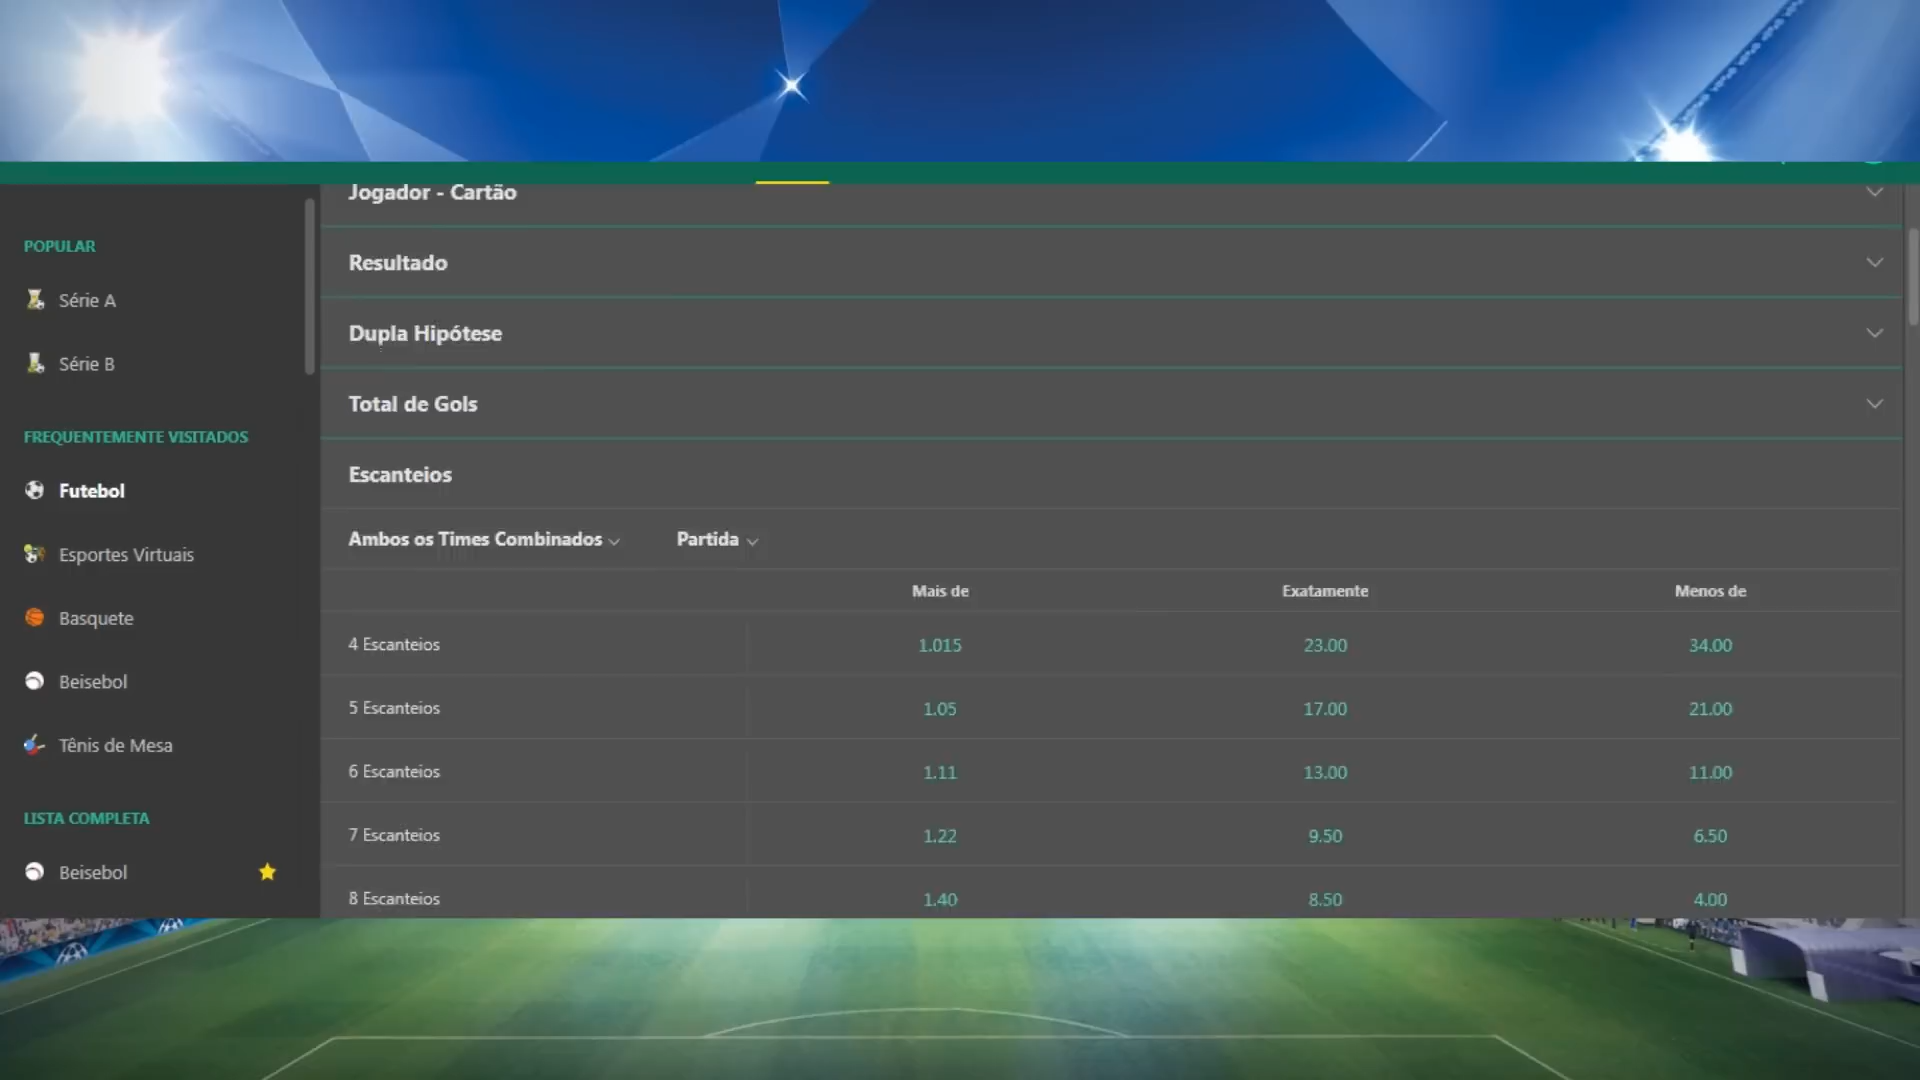 Jogador - Cartão
POPULAR
Série A
Série B
FREQUENTEMENTE VISITADOS
Futebol
Esportes Virtuais
Basquete
Beisebol
Tênis de Mesa
LISTA COMPLETA
Beisebol
Resultado
Dupla Hipótese
Total de Gols
Escanteios
Ambos os Times Combinados Partida
Mais de Exatamente Menos de
4 Escanteios 1.015 23.00 34.00
5 Escanteios 1.05 17.00 21.00
6 Escanteios 1.11 13.00 11.00
7 Escanteios 1.22 9.50 6.50
8 Escanteios 1.40 8.50 4.00